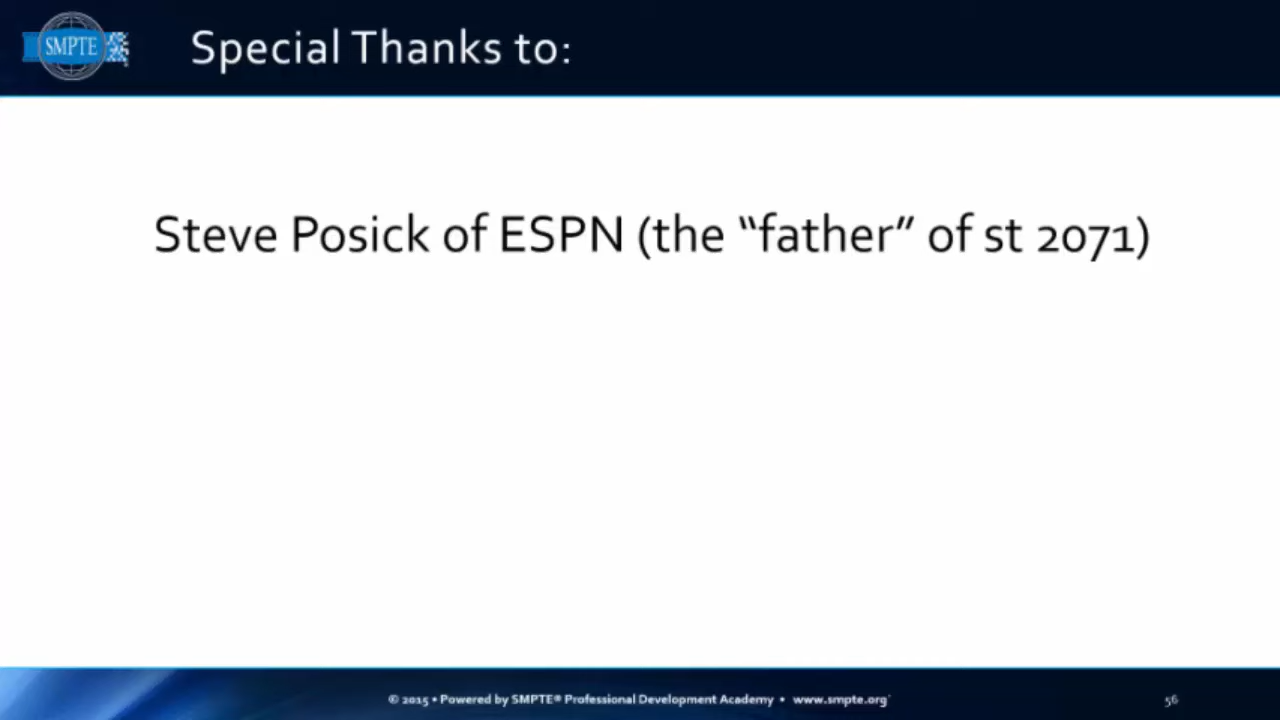 SMPTE
Special Thanks to:
Steve Posick of ESPN (the “father” of st 2071)
© 2015 • Powered by SMPTE® Professional Development Academy • www.smpte.org
56